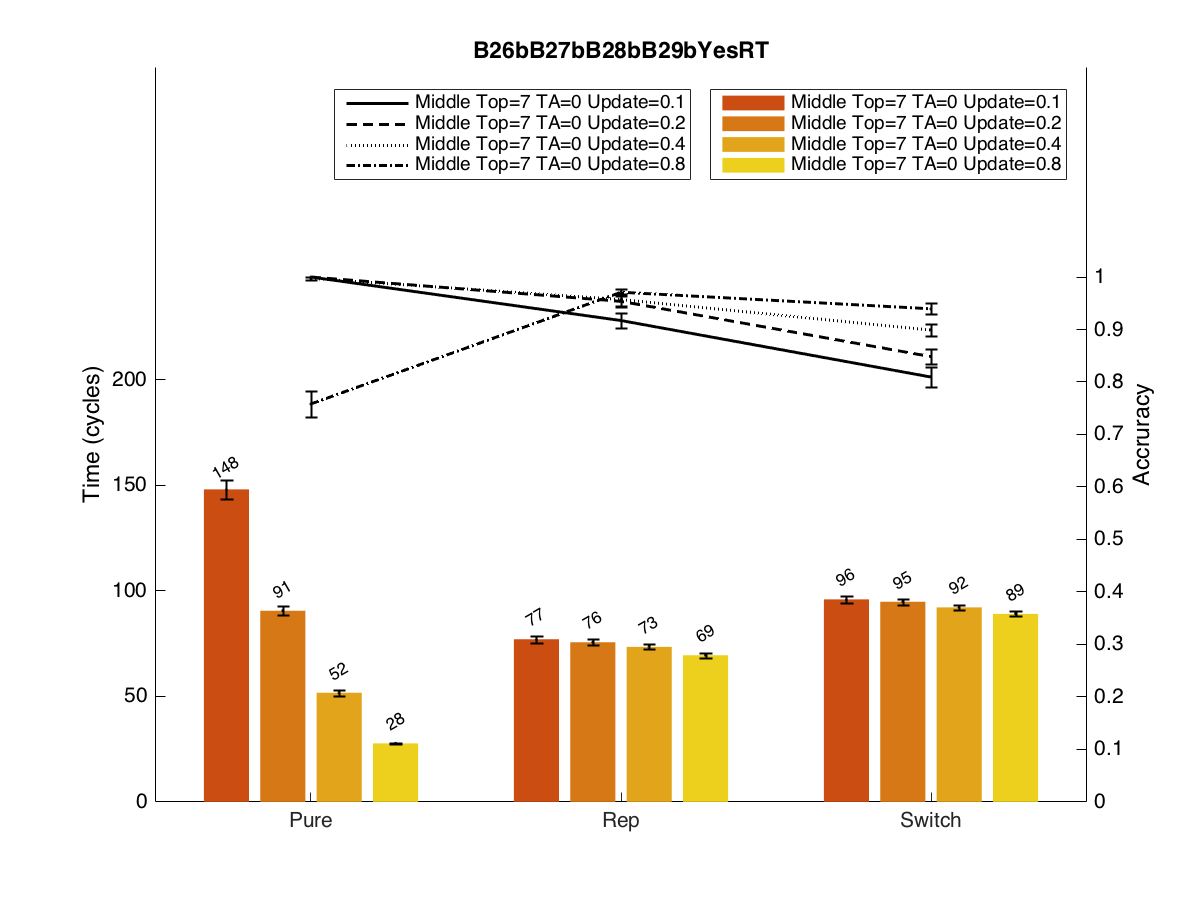 B26bB27bB28bB29bYesRT
Middle Top=7 TA=0 Update=0.1
Middle Top=7 TA=0 Update=0.2
Middle Top=7 TA=0 Update=0.4
Middle Top=7 TA=0 Update=0.8
Middle Top=7 TA=0 Update=0.1
Middle Top=7 TA=0 Update=0.2
Middle Top=7 TA=0 Update=0.4
Middle Top=7 TA=0 Update=0.8
Time (cycles)
200
150
100
50
0
148
91
52
28
77
76
73
69
96
95
92
89
Pure
Rep
Switch
1
0.9
0.8
0.7
0.6
0.5
0.4
0.3
0.2
0.1
0
Accruracy